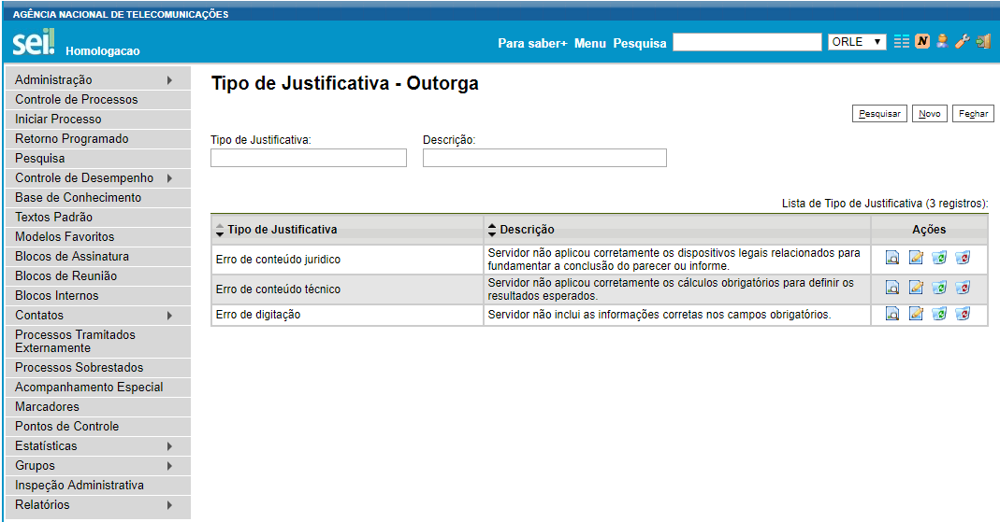 AGÊNCIA NACIONAL DE TELECOMUNICAÇÕES
sei! Homologacao
Para saber+ Menu Pesquisa ORLE N
Administração
Controle de Processos
Iniciar Processo
Retorno Programado
Pesquisa
Controle de Desempenho
Base de Conhecimento
Textos Padrão
Modelos Favoritos
Blocos de Assinatura
Blocos de Reunião
Blocos Internos
Contatos
Processos Tramitados
Externamente
Processos Sobrestados
Acompanhamento Especial
Marcadores
Pontos de Controle
Estatísticas
Grupos
Inspeção Administrativa
Relatórios
Tipo de Justificativa - Outorga
Pesquisar Novo Fechar
Tipo de Justificativa: Descrição:
Lista de Tipo de Justificativa (3 registros):
Tipo de Justificativa Descrição Ações
Erro de conteúdo juridico
Servidor não aplicou corretamente os dispositivos legais relacionados para
fundamentar a conclusão do parecer ou informe.
Erro de conteúdo técnico
Servidor não aplicou corretamente os cálculos obrigatórios para definir os
resultados esperados.
Erro de digitação
Servidor não inclui as informações corretas nos campos obrigatórios.